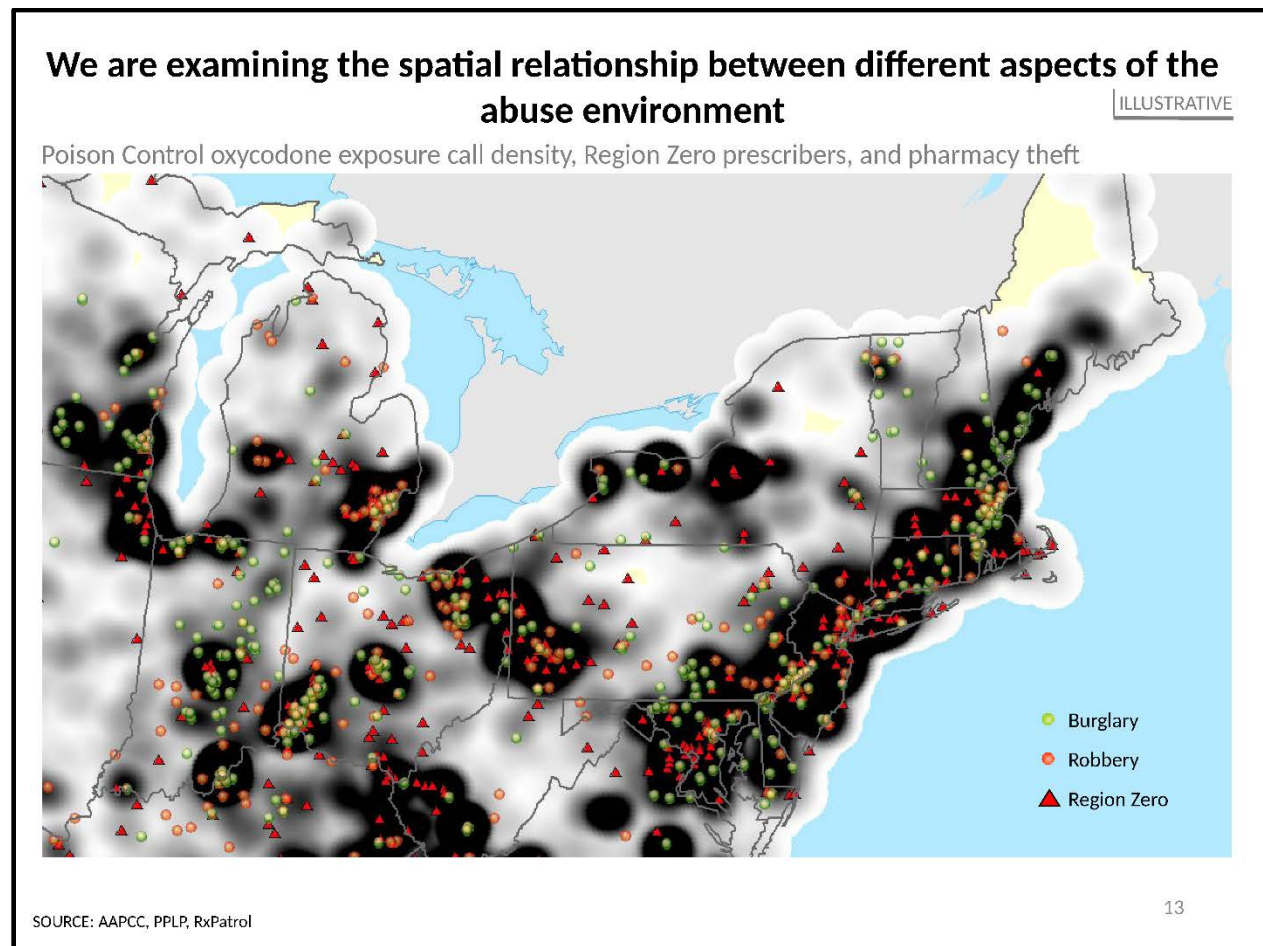 We are examining the spatial relationship between different aspects of the
abuse environment
ILLUSTRATIVE
Poison Control oxycodone exposure call density, Region Zero prescribers, and pharmacy theft
Burglary
Robbery
Region Zero
13
SOURCE: AAPCC, PPLP, RxPatrol